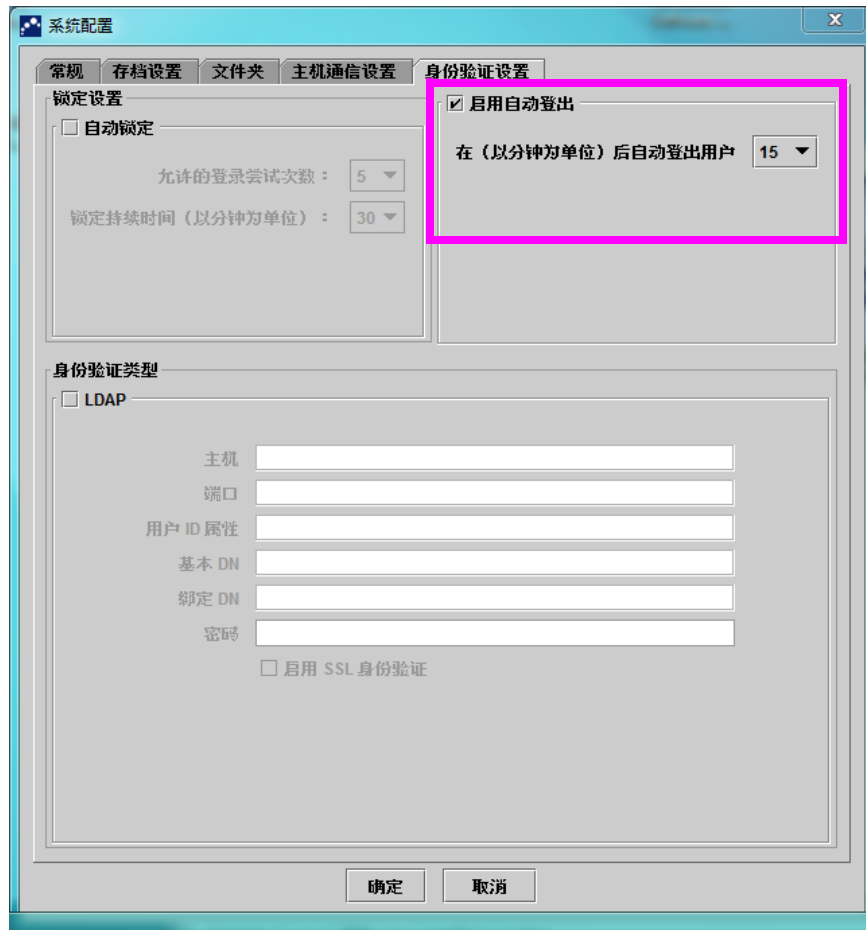 系统配置
常规 存档设置 文件夹 主机通信设置 身份验证设置
锁定设置
自动锁定
允许的登录尝试次数： 5
锁定持续时间（以分钟为单位）： 30
启用自动登出
在（以分钟为单位）后自动登出用户 15
身份验证类型
LDAP
主机
端口
用户 ID 属性
基本 DN
绑定 DN
密码
启用 SSL 身份验证
确定 取消